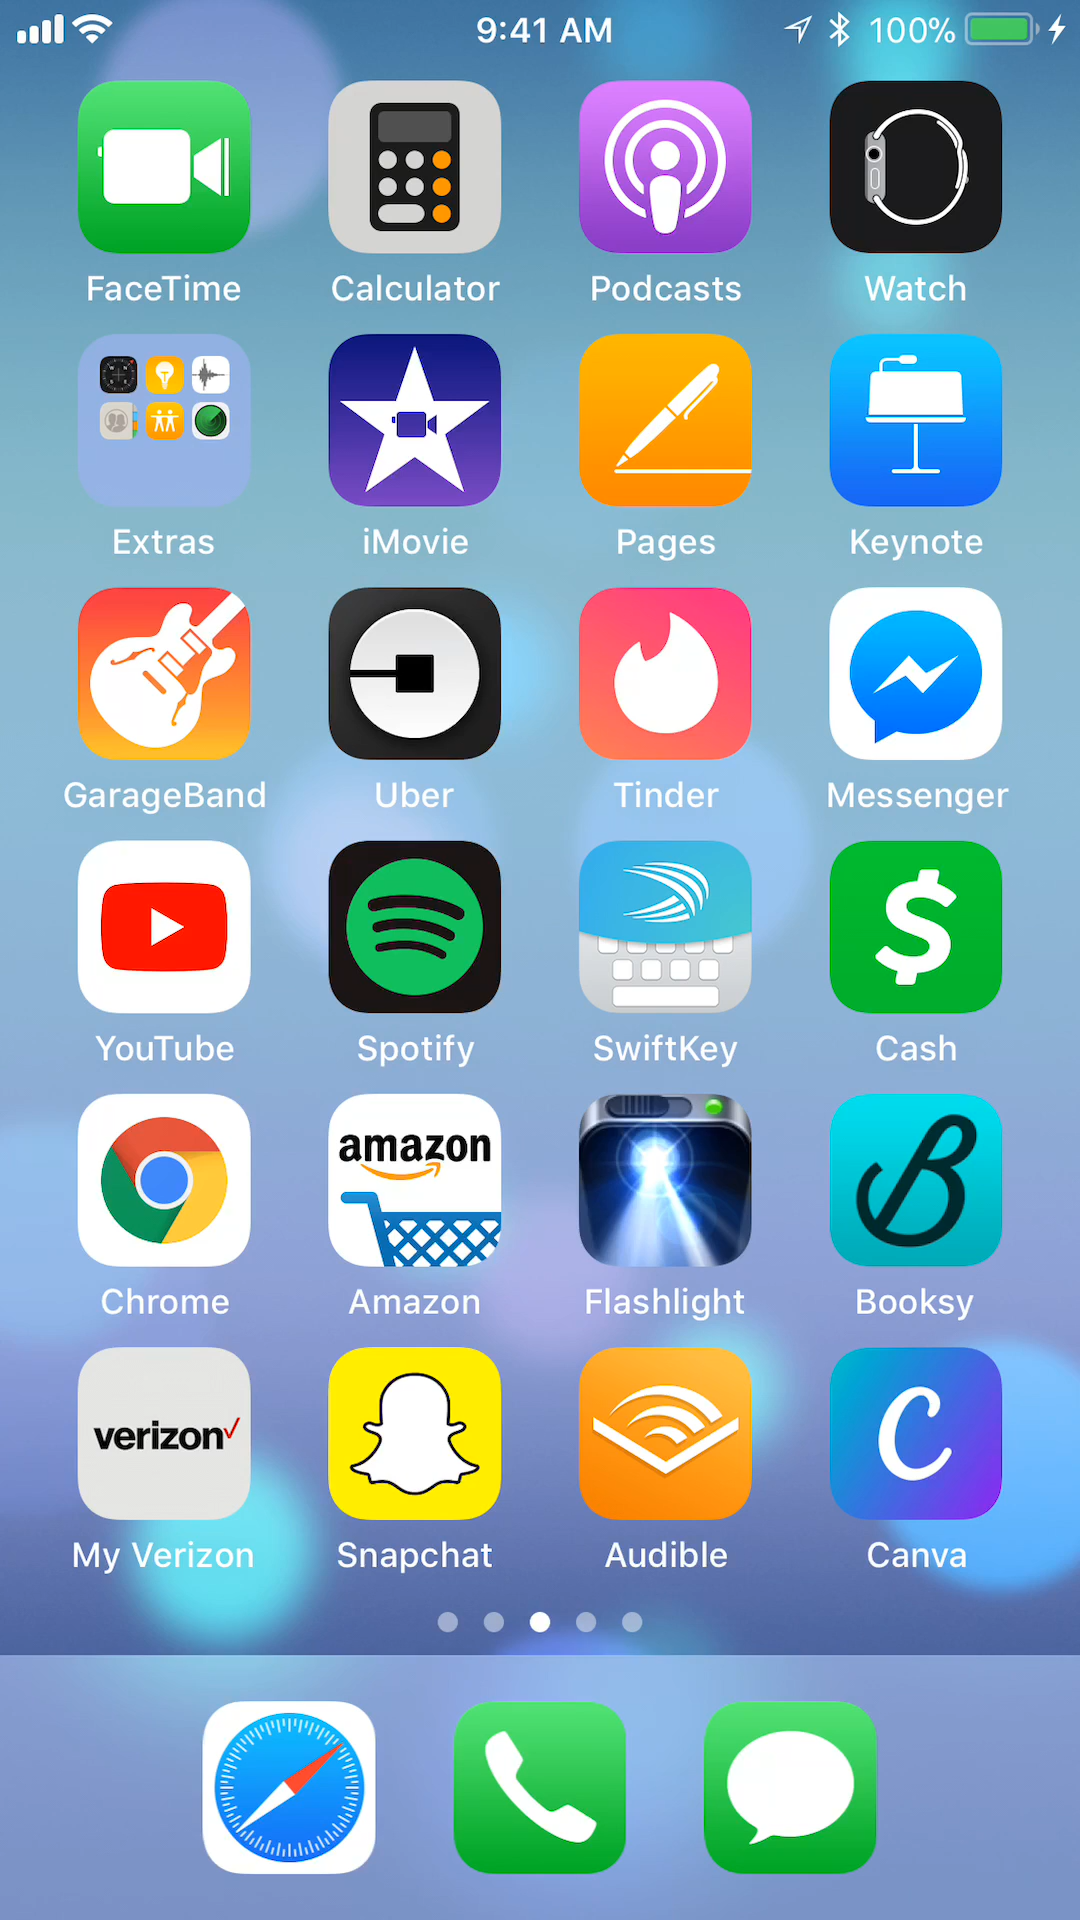 9:41 AM 100%
FaceTime Calculator Podcasts Watch
Extras iMovie Pages Keynote
GarageBand Uber Tinder Messenger
YouTube Spotify SwiftKey Cash
amazon
Chrome Amazon Flashlight Booksy
verizon
My Verizon Snapchat Audible Canva